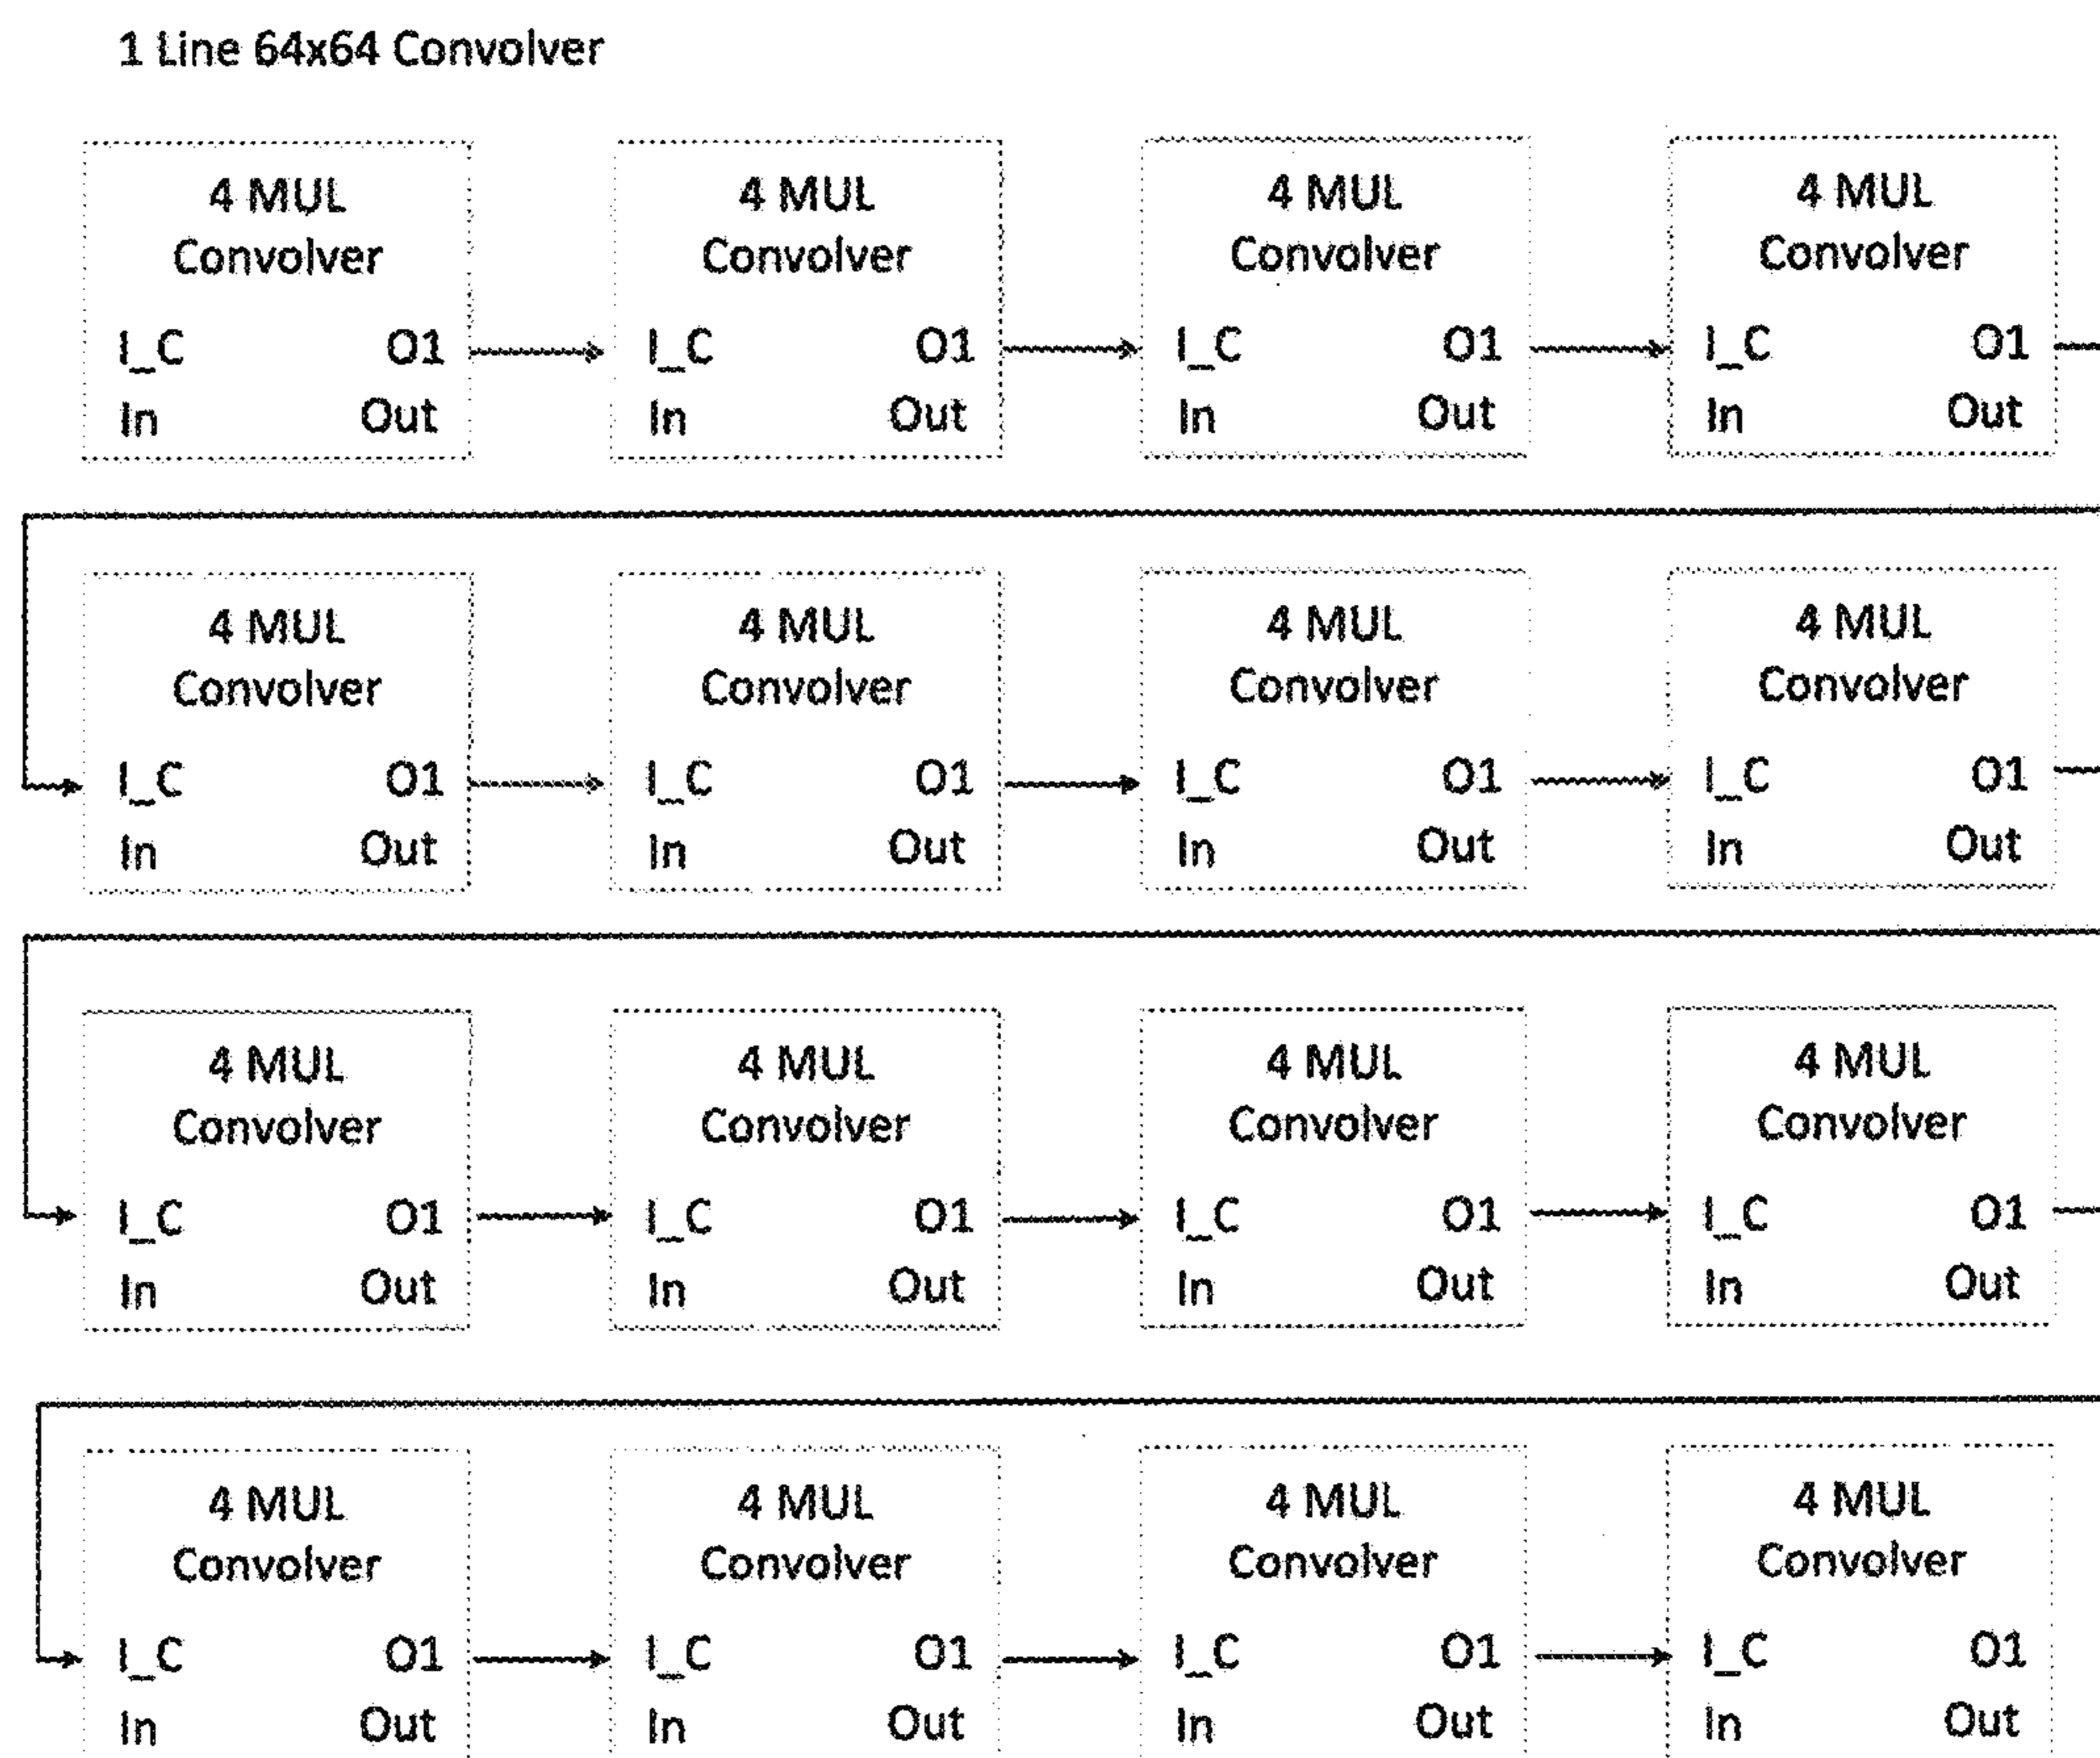 1 Line 64x64 Convolver
4 MUL 4 MUL 4 MUL 4 MUL
Convolver Convolver Convolver Convolver
I_C O1 I_C O1 I_C O1 I_C O1
In Out In Out In Out In Out
4 MUL 4 MUL 4 MUL 4 MUL
Convolver Convolver Convolver Convolver
I_C O1 I_C O1 I_C O1 I_C O1
In Out In Out In Out In Out
4 MUL 4 MUL 4 MUL 4 MUL
Convolver Convolver Convolver Convolver
I_C O1 I_C O1 I_C O1 I_C O1
In Out In Out In Out In Out
4 MUL 4 MUL 4 MUL 4 MUL
Convolver Convolver Convolver Convolver
I_C O1 I_C O1 I_C O1 I_C O1
In Out In Out In Out In Out